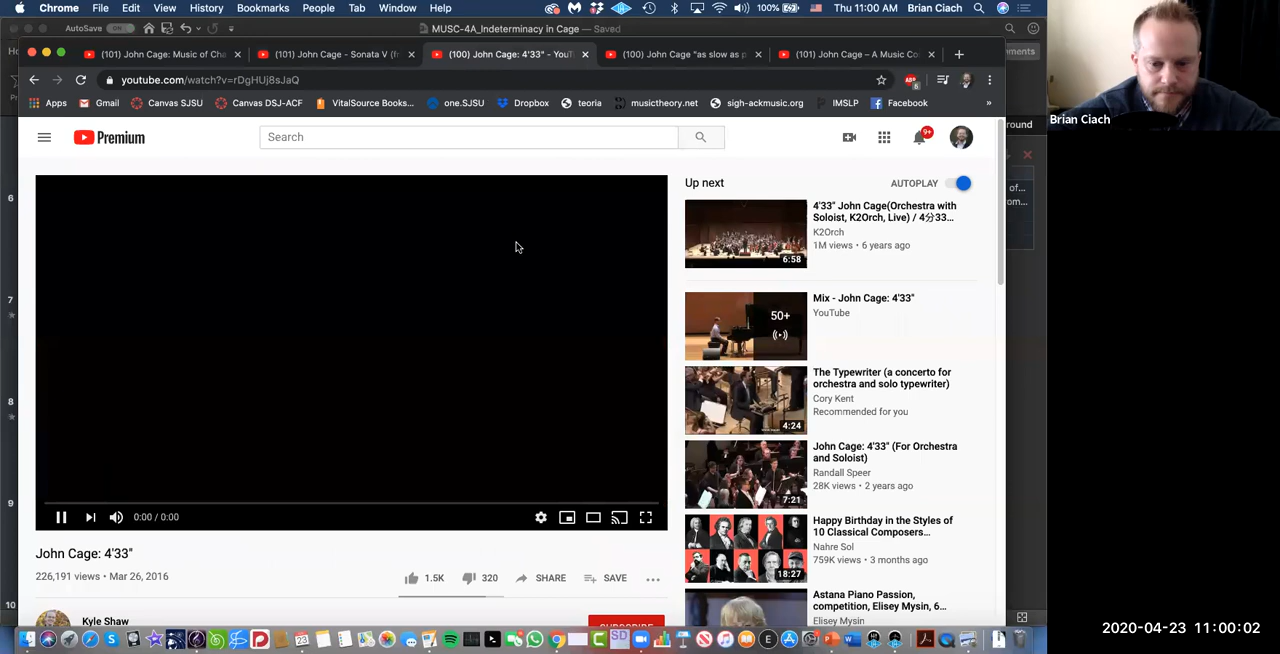 Chrome File Edit View History Bookmarks People Tab Window Help 100% Thu 11:00 AM Brian Ciach
AutoSave MUSC-4A_Indeterminacy in Cage — Saved
(101) John Cage: Music of Cha (101) John Cage - Sonata V (fr (100) John Cage: 4'33" - YouT (100) John Cage "as slow as p (101) John Cage – A Music Co
youtube.com/watch?v=rDgHUj8sJaQ
Apps Gmail Canvas SJSU Canvas DSJ-ACF VitalSource Books... one.SJSU Dropbox teoria musictheory.net sigh-ackmusic.org IMSLP Facebook »
Brian Ciach
Premium
Search
9+
Up next
AUTOPLAY
4'33" John Cage(Orchestra with
Soloist, K2Orch, Live) / 4分33...
K2Orch
1M views • 6 years ago
6:58
Mix - John Cage: 4'33"
YouTube
50+
The Typewriter (a concerto for
orchestra and solo typewriter)
Cory Kent
Recommended for you
4:24
John Cage: 4'33" (For Orchestra
and Soloist)
Randall Speer
28K views • 2 years ago
7:21
Happy Birthday in the Styles of
10 Classical Composers...
Nahre Sol
759K views • 3 months ago
18:27
Astana Piano Passion,
competition, Elisey Mysin, 6...
Elisey Mysin
0:00 / 0:00
John Cage: 4'33"
226,191 views • Mar 26, 2016
1.5K 320 SHARE SAVE
Kyle Shaw
SUBSCRIBE
6
7
8
9
10
2020-04-23 11:00:02